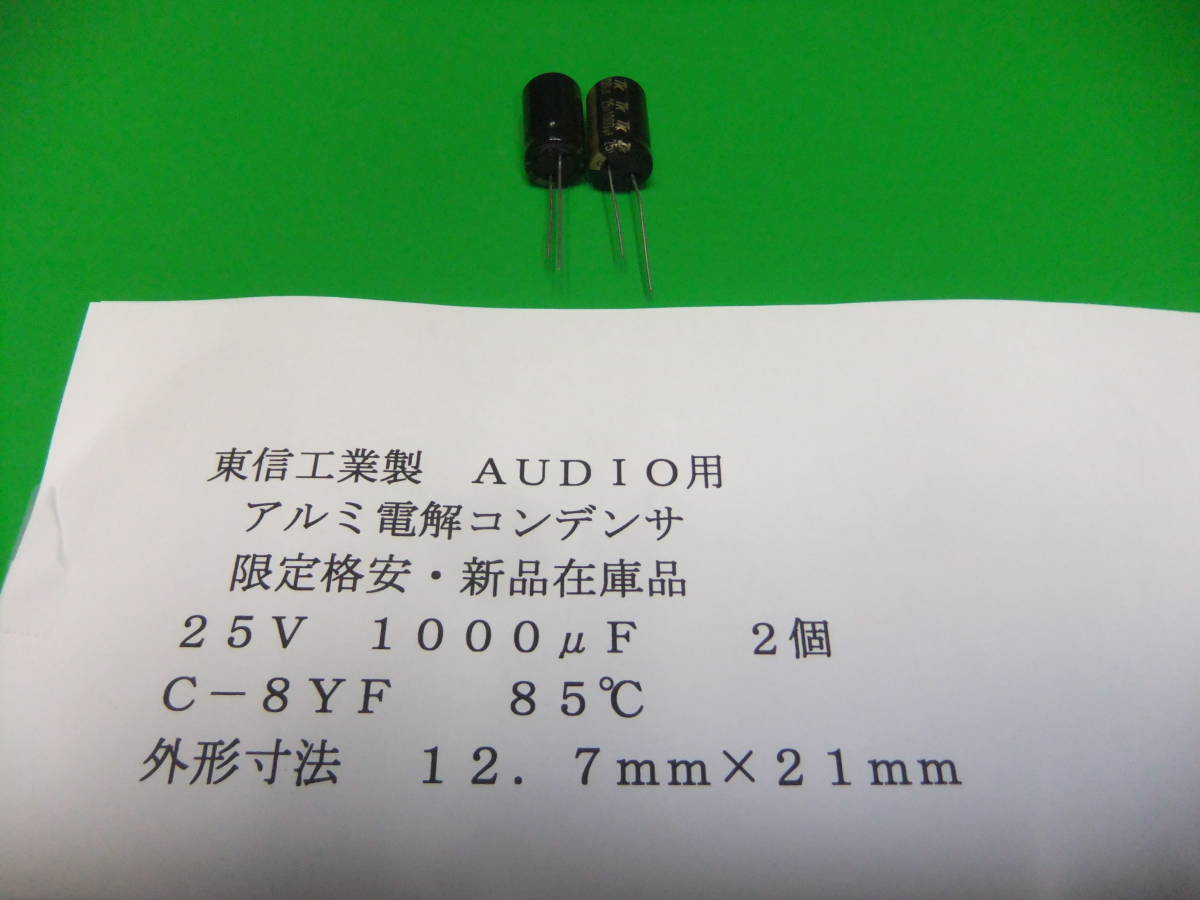 東信工業製 AUDIO用
アルミ電解コンデンサ
限定格安・新品在庫品
25V 1000μF 2個
C-8YF 85℃
外形寸法 12.7mm×21mm